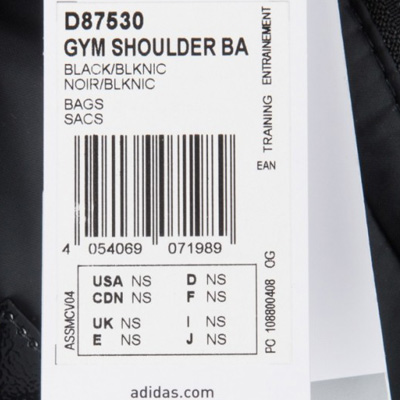 D87530
GYM SHOULDER BA
BLACK/BLKNIC
NOIR/BLKNIC
BAGS
SACS
TRAINING ENTRAINEMENT
EAN
4 054069 071989
ASSMCV04
USA NS D NS
CDN NS F NS
UK NS I NS
E NS J NS
PC 108800408 OG
adidas.com